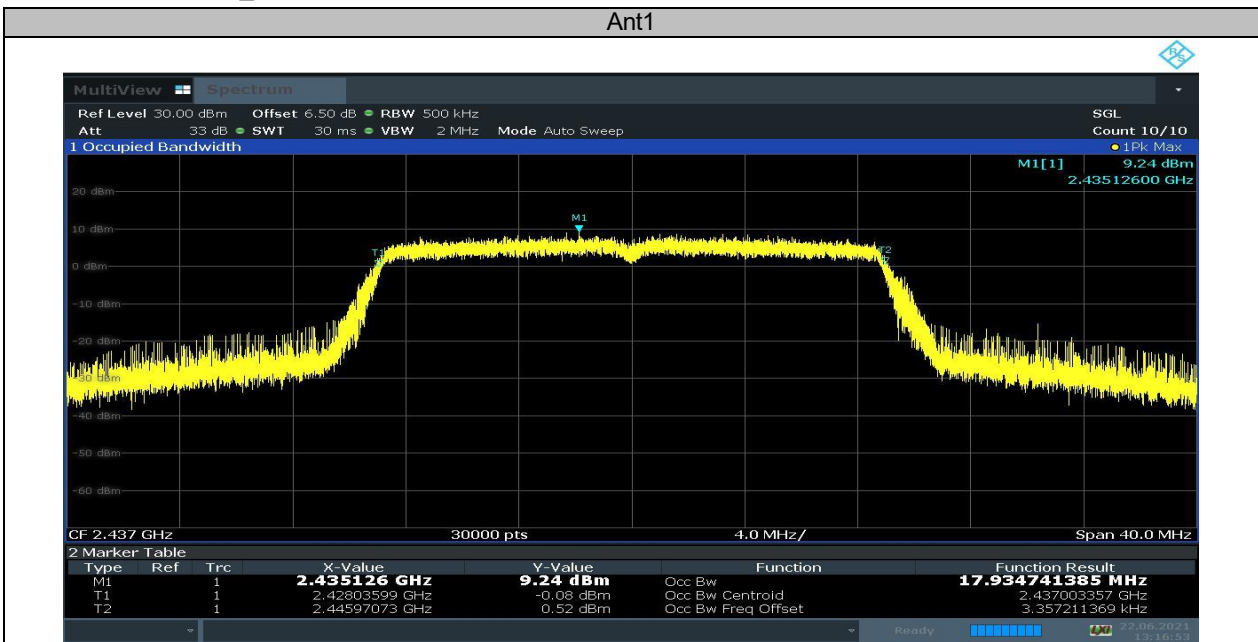 Ant1
R&S
MultiView Spectrum
Ref Level 30.00 dBm Offset 6.50 dB RBW 500 kHz SGL
Att 33 dB SWT 30 ms VBW 2 MHz Mode Auto Sweep Count 10/10
1 Occupied Bandwidth 1Pk Max
M1[1] 9.24 dBm
2.43512600 GHz
20 dBm
M1
10 dBm
T1 T2
0 dBm
-10 dBm
-20 dBm
-30 dBm
-40 dBm
-50 dBm
-60 dBm
CF 2.437 GHz 30000 pts 4.0 MHz/ Span 40.0 MHz
2 Marker Table
Type Ref Trc X-Value Y-Value Function Function Result
M1 1 2.435126 GHz 9.24 dBm Occ Bw 17.934741385 MHz
T1 1 2.42803599 GHz -0.08 dBm Occ Bw Centroid 2.437003357 GHz
T2 1 2.44597073 GHz 0.52 dBm Occ Bw Freq Offset 3.357211369 kHz
Ready 22.06.2021
13:16:53